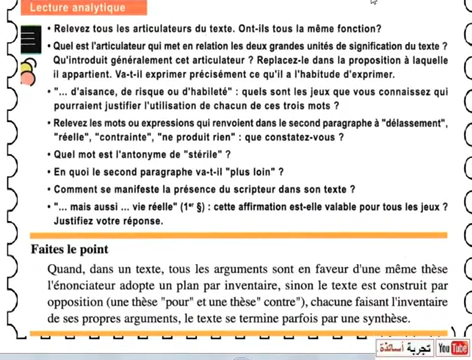 Lecture analytique
• Relevez tous les articulateurs du texte. Ont-ils tous la même fonction?
• Quel est l'articulateur qui met en relation les deux grandes unités de signification du texte ?
Qu'introduit généralement cet articulateur ? Replacez-le dans la proposition à laquelle
il appartient. Va-t-il exprimer précisément ce qu'il a l'habitude d'exprimer.
• "... d'aisance, de risque ou d'habileté" : quels sont les jeux que vous connaissez qui
pourraient justifier l'utilisation de chacun de ces trois mots ?
• Relevez les mots ou expressions qui renvoient dans le second paragraphe à "délassement",
"réelle", "contrainte", "ne produit rien" : que constatez-vous ?
• Quel mot est l'antonyme de "stérile" ?
• En quoi le second paragraphe va-t-il "plus loin" ?
• Comment se manifeste la présence du scripteur dans son texte ?
• "... mais aussi ... vie réelle" (1er §) : cette affirmation est-elle valable pour tous les jeux ?
Justifiez votre réponse.
Faites le point
Quand, dans un texte, tous les arguments sont en faveur d'une même thèse
l'énonciateur adopte un plan par inventaire, sinon le texte est construit par
opposition (une thèse "pour" et une thèse" contre"), chacune faisant l'inventaire
de ses propres arguments, le texte se termine parfois par une synthèse.
تجربة أساتذة YouTube